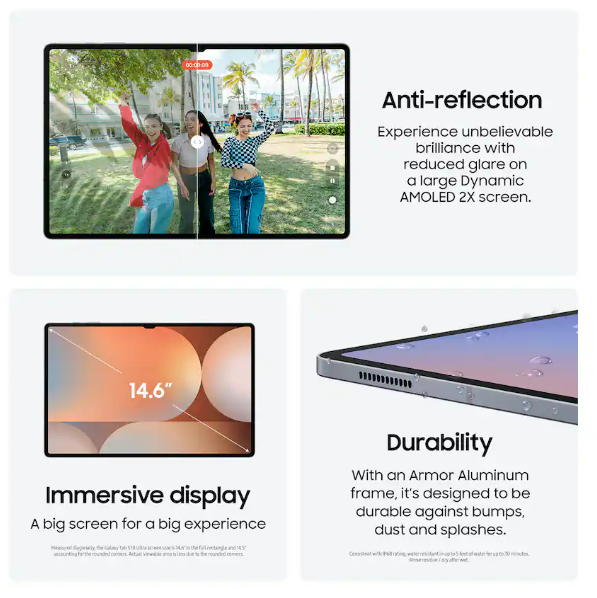 00:00:00
Anti-reflection
Experience unbelievable
brilliance with
reduced glare on
a large Dynamic
AMOLED 2X screen.
14.6"
Immersive display
A big screen for a big experience
Measured diagonally, the Galaxy Tab S10 Ultra screen size is 14.6" in the full rectangle and 14.5"
accounting for the rounded corners. Actual viewable area is less due to the rounded corners.
Durability
With an Armor Aluminum
frame, it's designed to be
durable against bumps,
dust and splashes.
Consistent with IP68 rating, water resistant in up to 5 feet of water for up to 30 minutes.
Rinse residue / dry after wet.